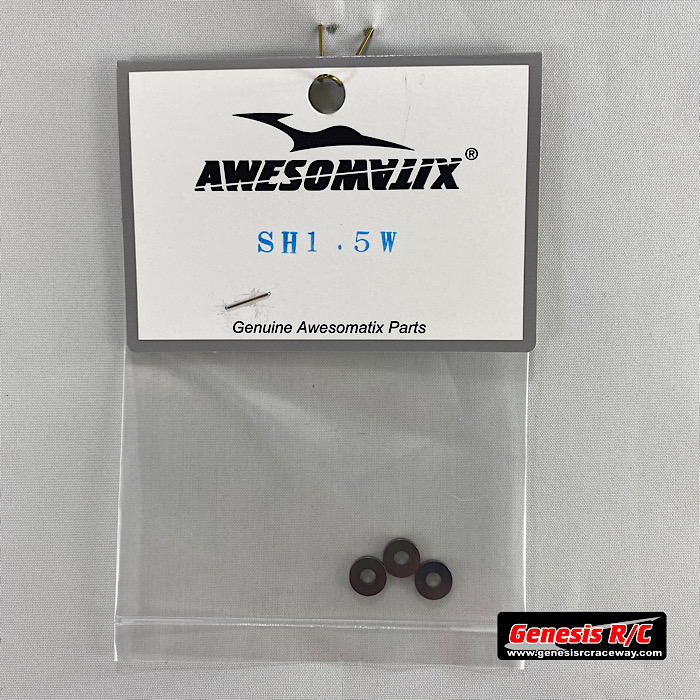 AWESOMATIX®
SH1.5W
Genuine Awesomatix Parts
Genesis R/C
www.genesisrcraceway.com